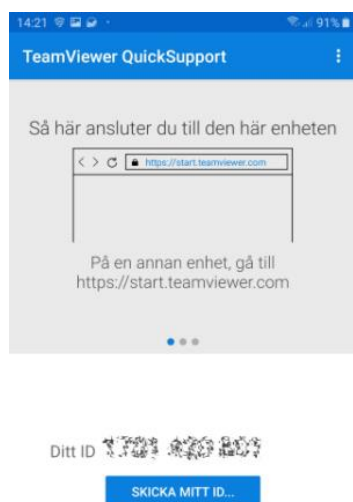 14:21 91%
TeamViewer QuickSupport
Så här ansluter du till den här enheten
https://start.teamviewer.com
På en annan enhet, gå till
https://start.teamviewer.com
Ditt ID
SKICKA MITT ID...